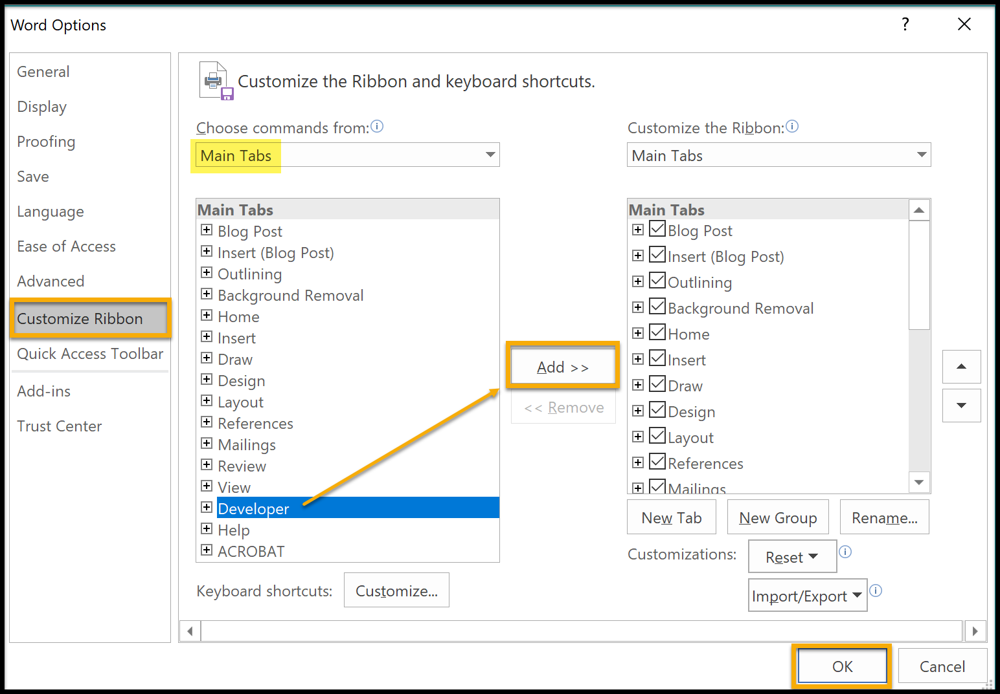 Word Options
?
General
Display
Proofing
Save
Language
Ease of Access
Advanced
Customize Ribbon
Quick Access Toolbar
Add-ins
Trust Center
Customize the Ribbon and keyboard shortcuts.
Choose commands from:
Main Tabs
Main Tabs
Blog Post
Insert (Blog Post)
Outlining
Background Removal
Home
Insert
Draw
Design
Layout
References
Mailings
Review
View
Developer
Help
ACROBAT
Keyboard shortcuts: Customize...
Add >>
<< Remove
Customize the Ribbon:
Main Tabs
Main Tabs
Blog Post
Insert (Blog Post)
Outlining
Background Removal
Home
Insert
Draw
Design
Layout
References
Mailings
New Tab New Group Rename...
Customizations: Reset
Import/Export
OK Cancel